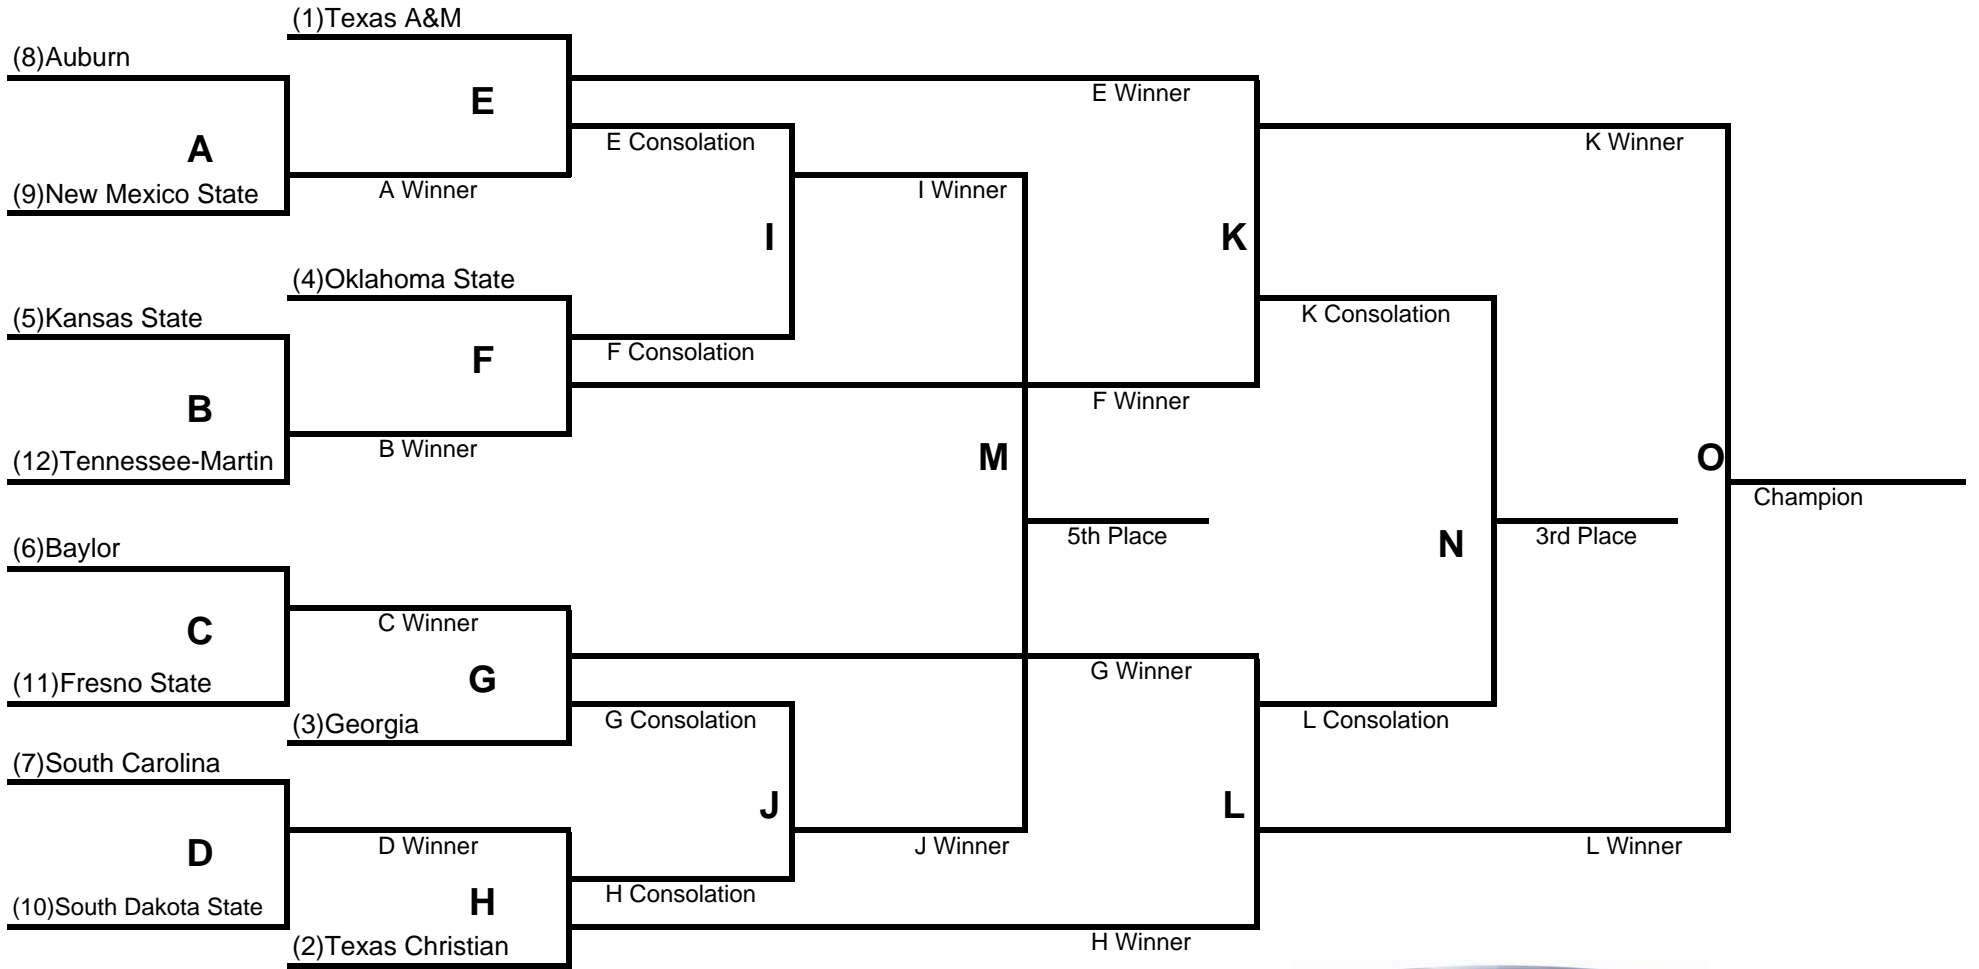 (1)Texas A&M
(8)Auburn
E Winner
E
E Consolation
K Winner
A
(9)New Mexico State
A Winner
I Winner
I
K
(4)Oklahoma State
(5)Kansas State
K Consolation
F
F Consolation
F Winner
B
B Winner
(12)Tennessee-Martin
M
O
Champion
5th Place
N
3rd Place
(6)Baylor
C Winner
C
G Winner
(11)Fresno State
G
G Consolation
L Consolation
(3)Georgia
(7)South Carolina
J
L
D Winner
J Winner
L Winner
D
H Consolation
(10)South Dakota State
H
(2)Texas Christian
H Winner